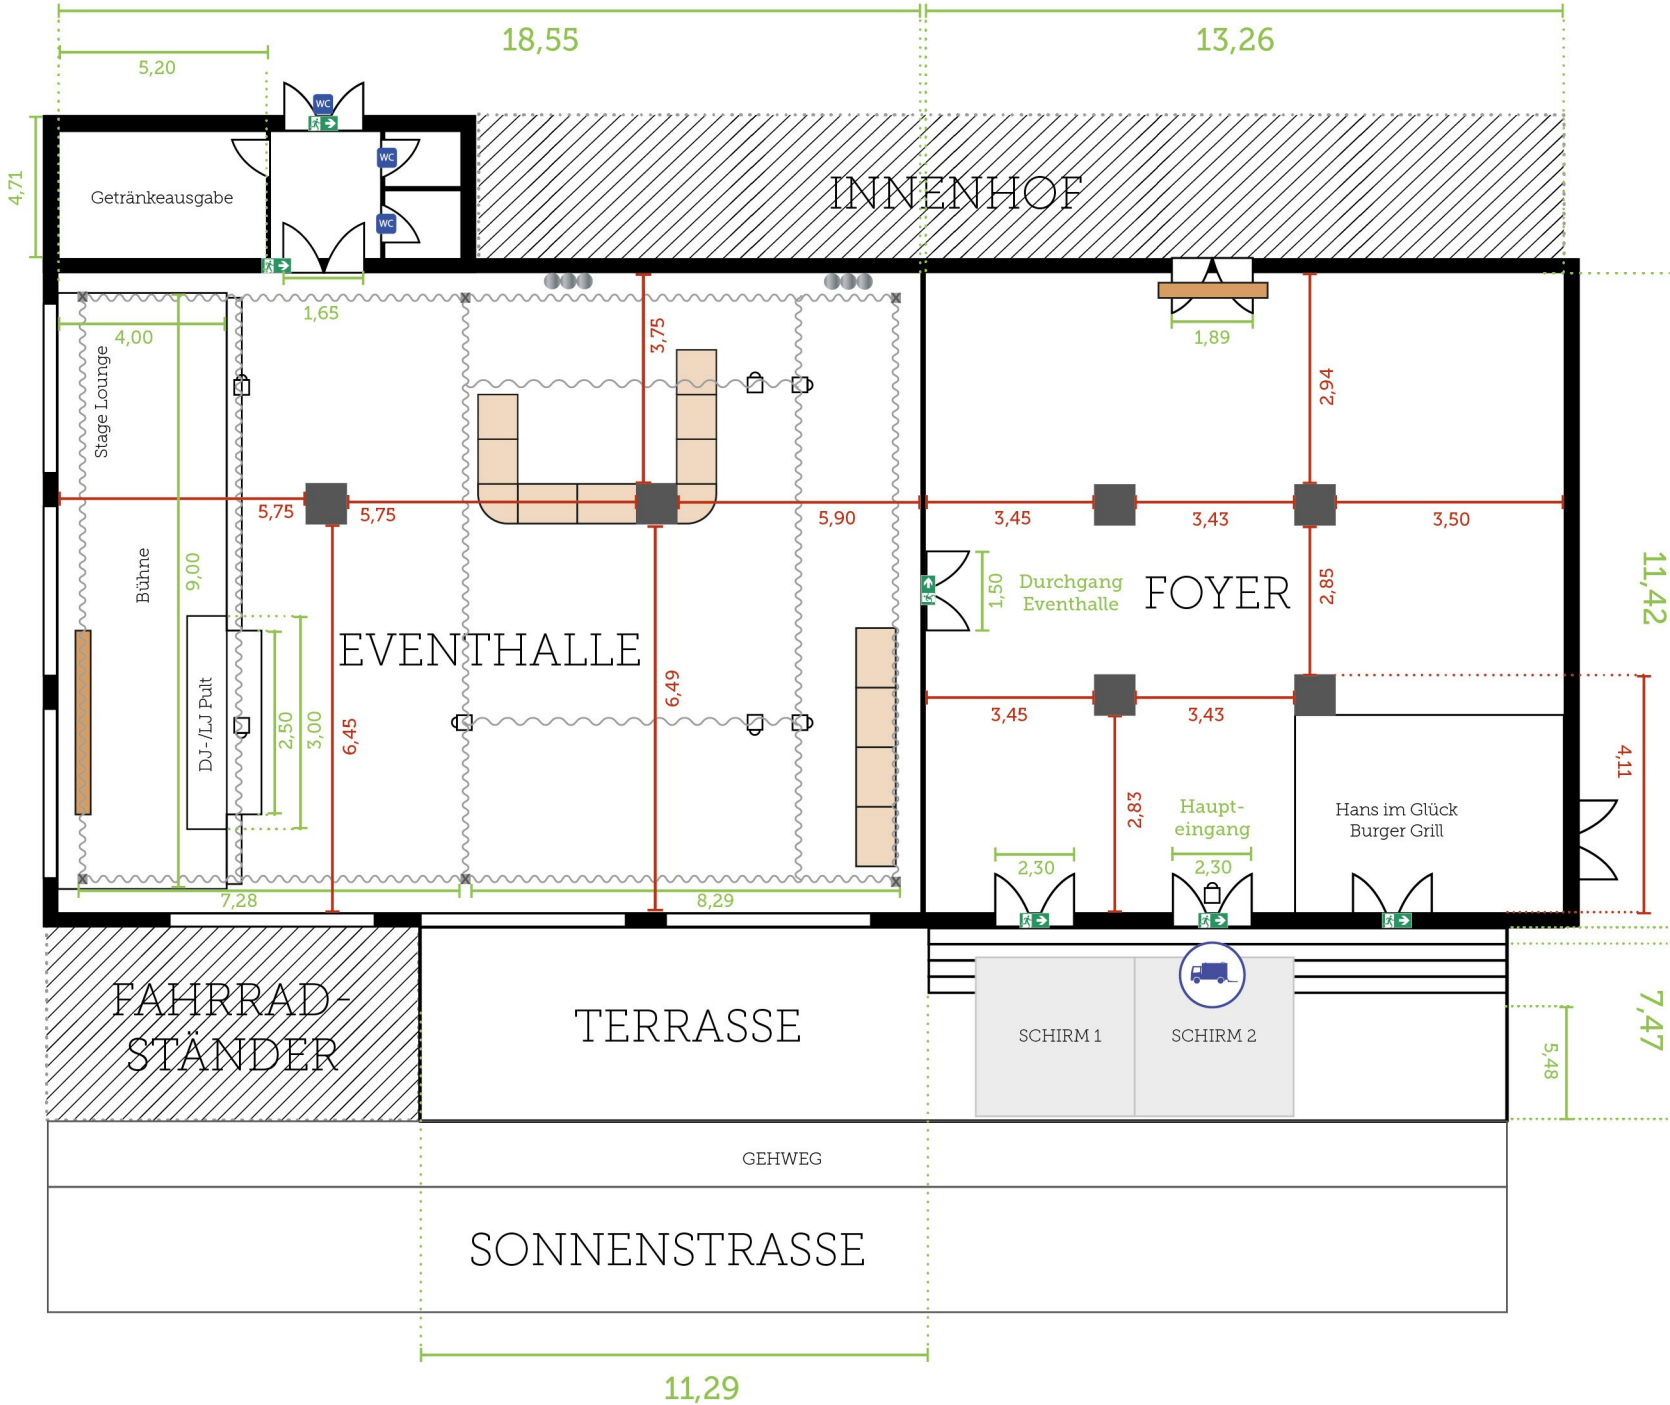 18,55
13,26
5,20
WC
4,71
Getränkeausgabe
WC
WC
INNENHOF
1,65
4,00
3,75
1,89
Stage Lounge
2,94
5,75
5,75
5,90
3,45
3,43
3,50
Bühne
9,00
1,50
Durchgang
Eventhalle
FOYER
2,85
11,42
EVENTHALLE
DJ-/LJ Pult
2,50
3,00
6,45
6,49
3,45
3,43
4,11
2,83
Haupt-
eingang
Hans im Glück
Burger Grill
2,30
2,30
7,28
8,29
FAHRRAD-
STÄNDER
TERRASSE
SCHIRM 1
SCHIRM 2
7,47
5,48
GEHWEG
SONNENSTRASSE
11,29